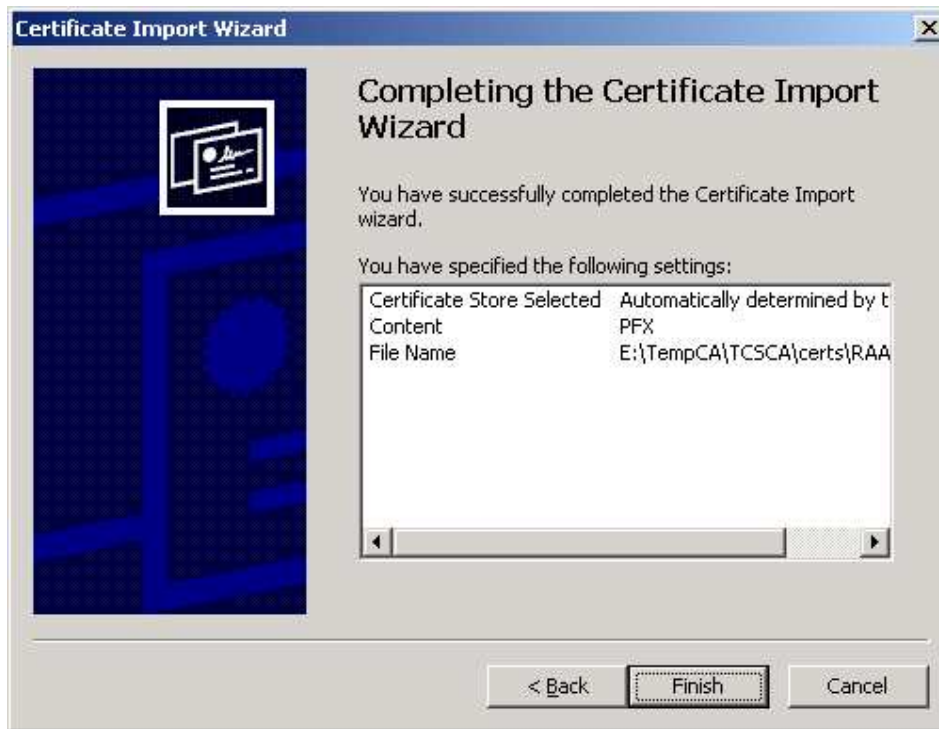 Certificate Import Wizard
Completing the Certificate Import
Wizard
You have successfully completed the Certificate Import
wizard.
You have specified the following settings:
Certificate Store Selected Automatically determined by t
Content PFX
File Name E:\TempCA\TCSCA\certs\RAA
< Back Finish Cancel